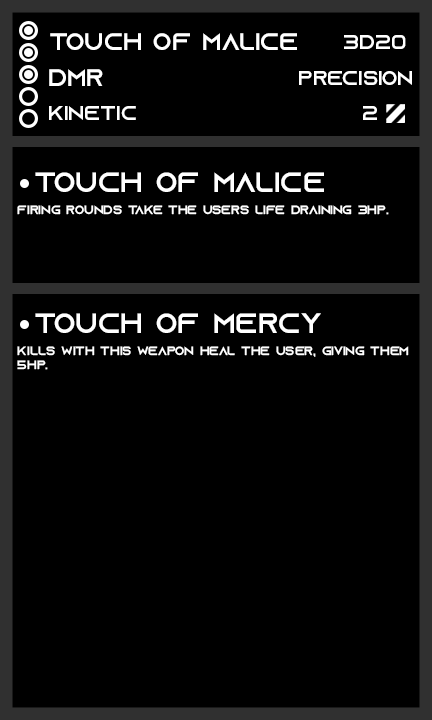 TOUCH OF MALICE 3D20
DMR PRECISION
KINETIC 2
• TOUCH OF MALICE
FIRING ROUNDS TAKE THE USERS LIFE DRAINING 3HP.
• TOUCH OF MERCY
KILLS WITH THIS WEAPON HEAL THE USER, GIVING THEM
5HP.